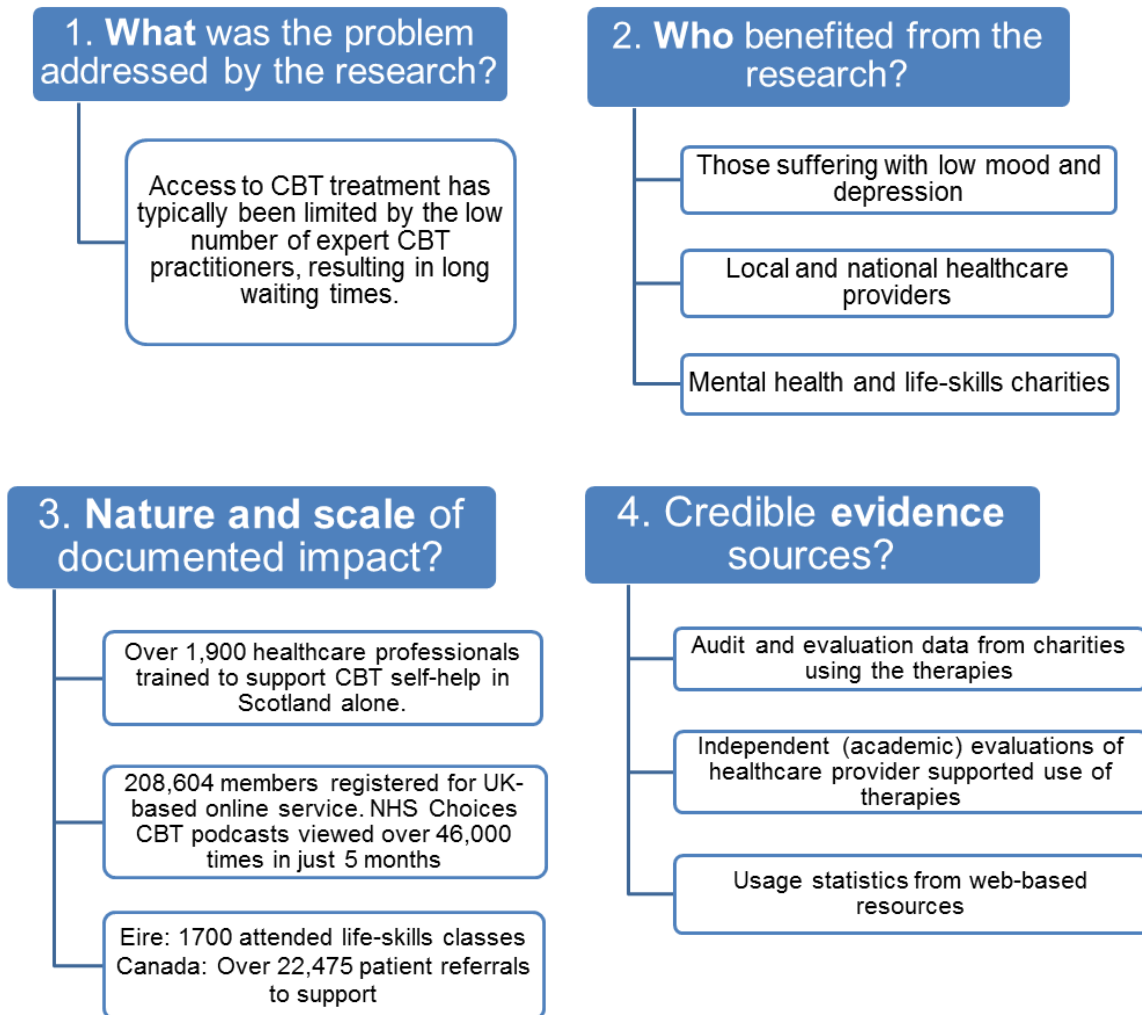 1. What was the problem
addressed by the research?
Access to CBT treatment has
typically been limited by the low
number of expert CBT
practitioners, resulting in long
waiting times.
2. Who benefited from the
research?
Those suffering with low mood and
depression
Local and national healthcare
providers
Mental health and life-skills charities
3. Nature and scale of
documented impact?
Over 1,900 healthcare professionals
trained to support CBT self-help in
Scotland alone.
208,604 members registered for UK-
based online service. NHS Choices
CBT podcasts viewed over 46,000
times in just 5 months
Eire: 1700 attended life-skills classes
Canada: Over 22,475 patient referrals
to support
4. Credible evidence
sources?
Audit and evaluation data from charities
using the therapies
Independent (academic) evaluations of
healthcare provider supported use of
therapies
Usage statistics from web-based
resources